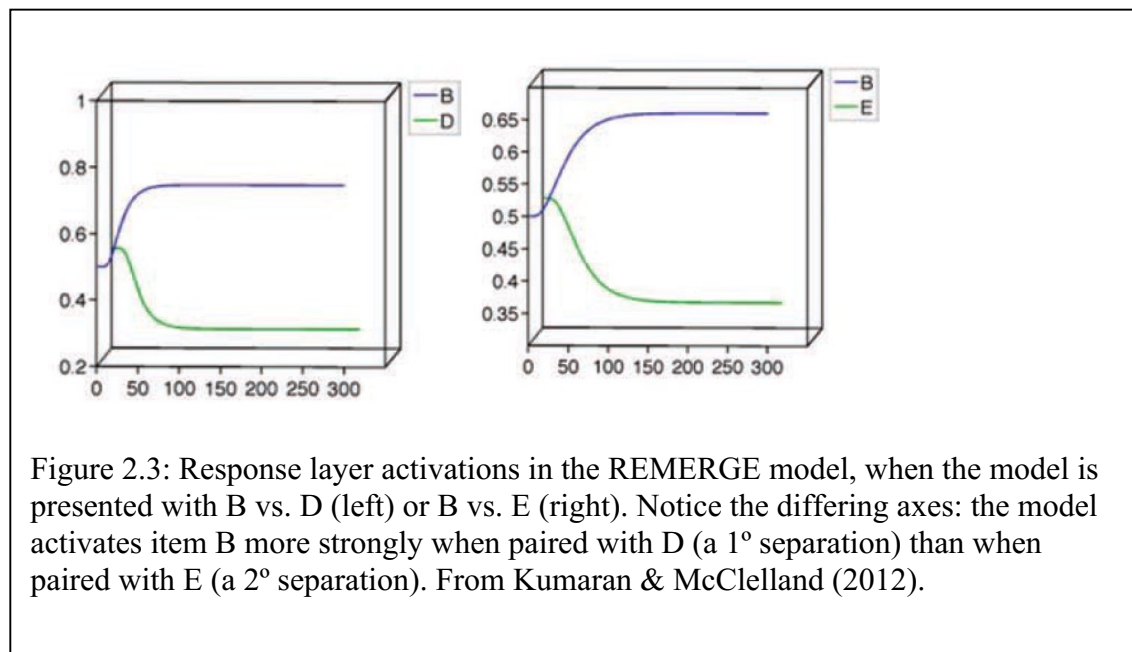 1
0.8
0.6
0.4
0.2
0 50 100 150 200 250 300
B
D
0.65
0.6
0.55
0.5
0.45
0.4
0.35
0 50 100 150 200 250 300
B
E
Figure 2.3: Response layer activations in the REMERGE model, when the model is
presented with B vs. D (left) or B vs. E (right). Notice the differing axes: the model
activates item B more strongly when paired with D (a 1º separation) than when
paired with E (a 2º separation). From Kumaran & McClelland (2012).